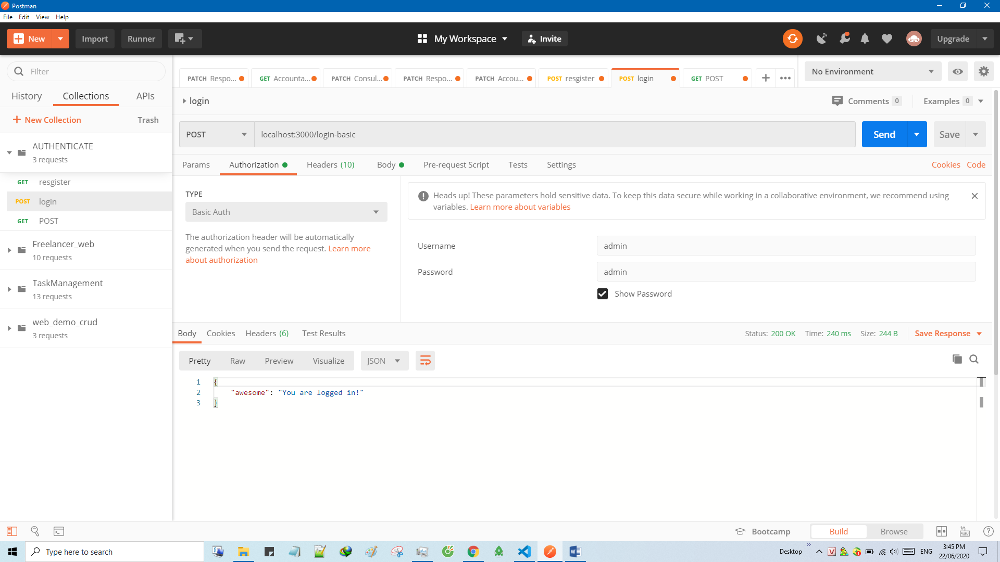 Postman
File Edit View Help
New Import Runner My Workspace Invite Upgrade
Filter
History Collections APIs
New Collection Trash
AUTHENTICATE
3 requests
GET resgister
POST login
GET POST
Freelancer_web
10 requests
TaskManagement
13 requests
web_demo_crud
3 requests
PATCH Respo... GET Accounta... PATCH Consul... PATCH Respo... PATCH Accou... POST resgister POST login GET POST
No Environment
login
Comments 0 Examples 0
POST localhost:3000/login-basic Send Save
Params Authorization Headers (10) Body Pre-request Script Tests Settings Cookies Code
TYPE
Basic Auth
The authorization header will be automatically
generated when you send the request. Learn more
about authorization
Heads up! These parameters hold sensitive data. To keep this data secure while working in a collaborative environment, we recommend using
variables. Learn more about variables
Username admin
Password admin
Show Password
Body Cookies Headers (6) Test Results Status: 200 OK Time: 240 ms Size: 244 B Save Response
Pretty Raw Preview Visualize JSON
1 {
2 "awesome": "You are logged in!"
3 }
Bootcamp Build Browse
Type here to search
Desktop ENG 3:45 PM
22/06/2020